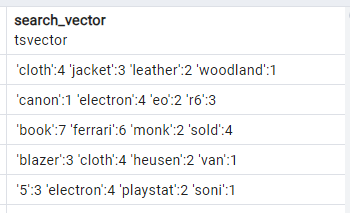 search_vector
tsvector
'cloth':4 'jacket':3 'leather':2 'woodland':1
'canon':1 'electron':4 'eo':2 'r6':3
'book':7 'ferrari':6 'monk':2 'sold':4
'blazer':3 'cloth':4 'heusen':2 'van':1
'5':3 'electron':4 'playstat':2 'soni':1